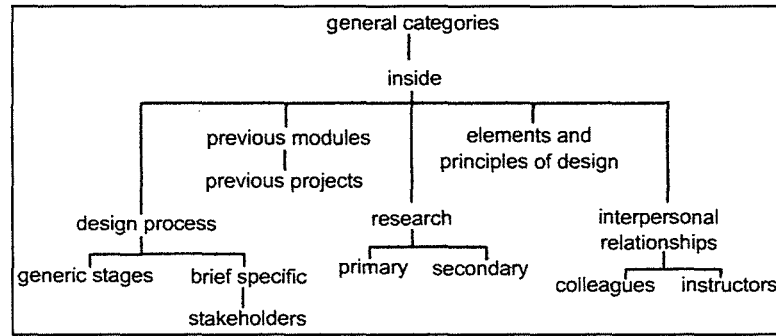 general categories
inside
previous modules
elements and
principles of design
previous projects
design process
research
interpersonal
relationships
generic stages
brief specific
primary
secondary
colleagues
instructors
stakeholders